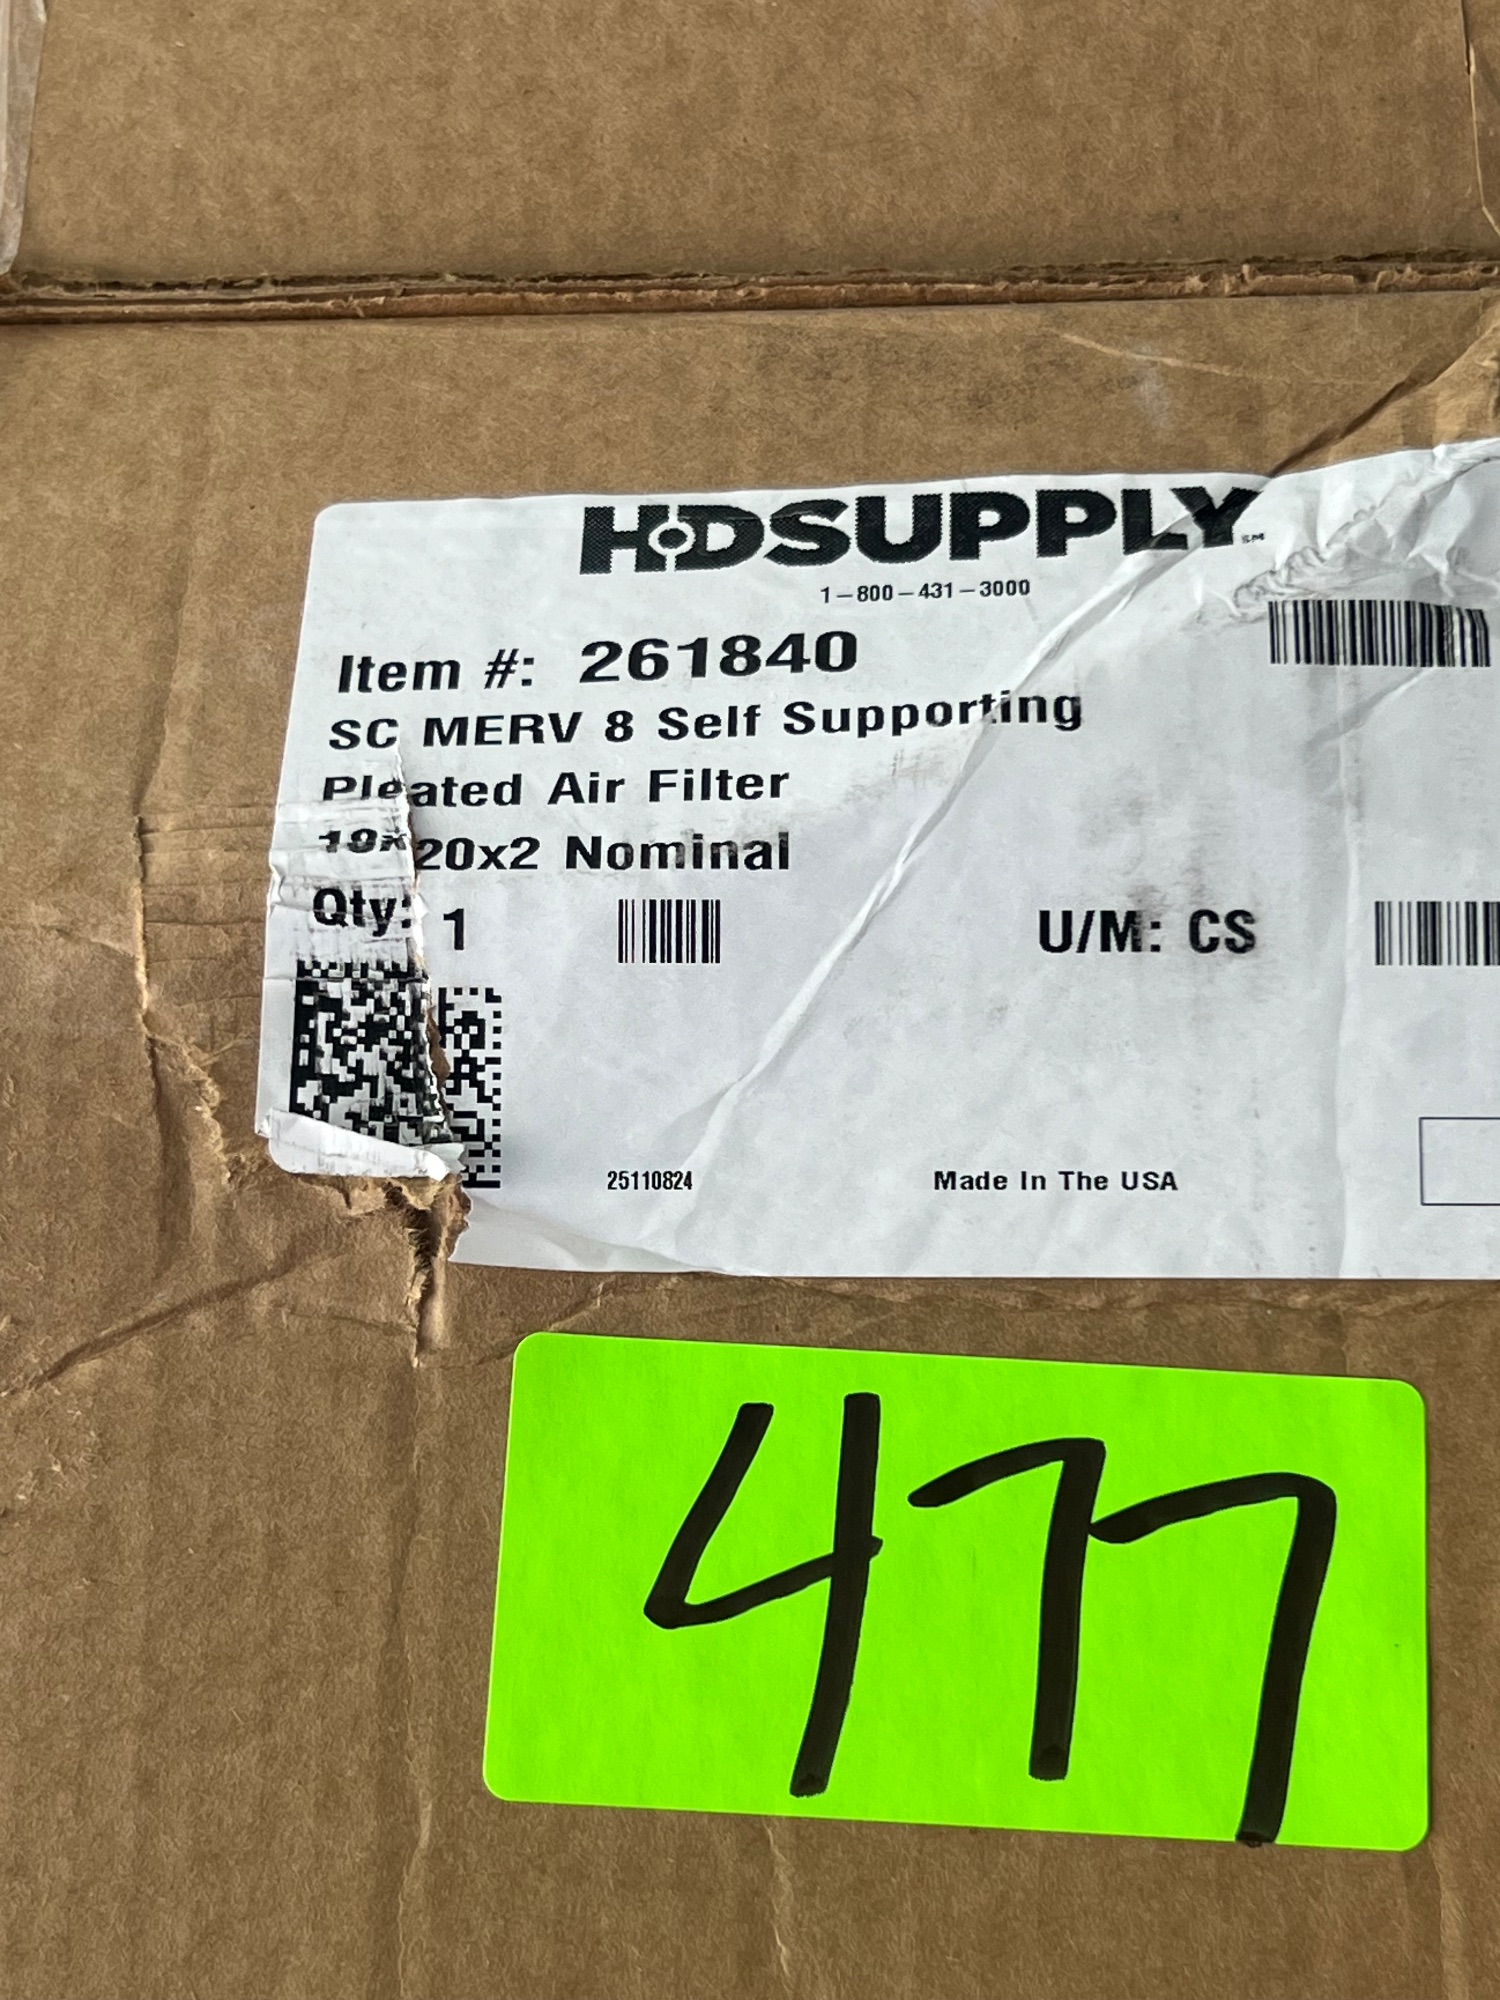 HDSUPPLY
SM
1-800-431-3000
Item #: 261840
SC MERV 8 Self Supporting
Pleated Air Filter
20x2 Nominal
Qty: 1
U/M: CS
25110824
Made In The USA
477